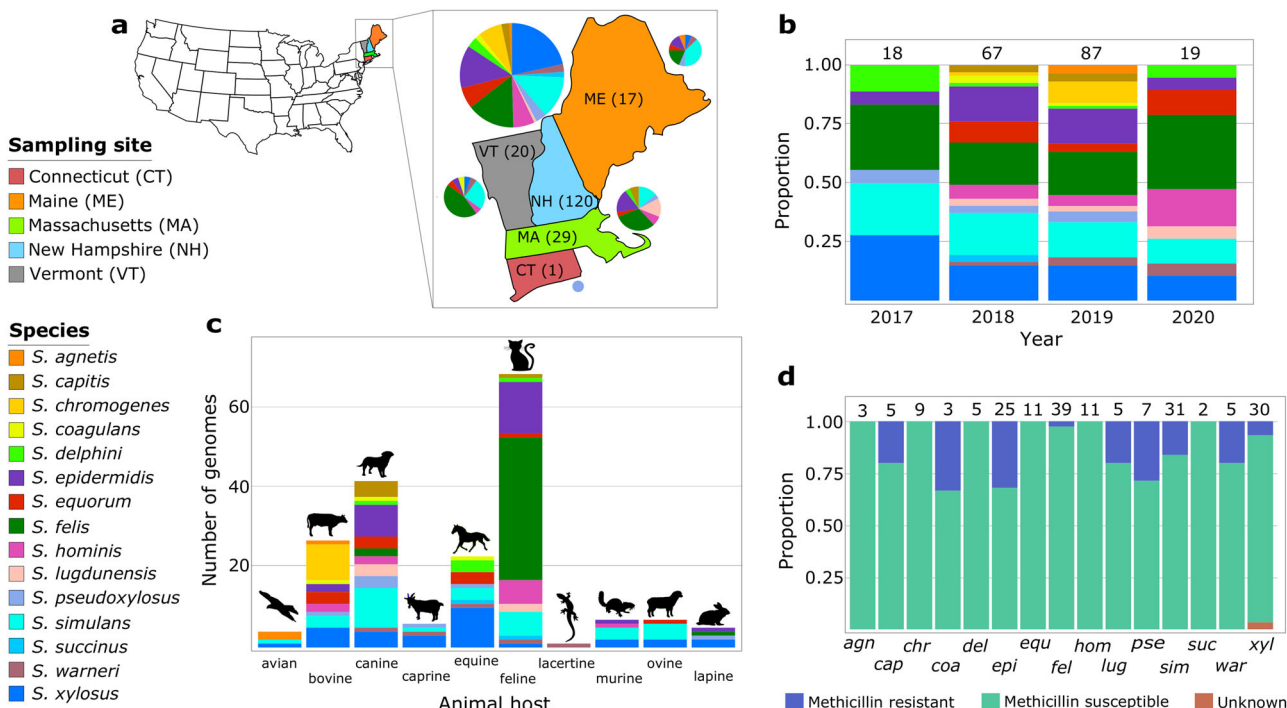 a
Sampling site
Connecticut (CT)
Maine (ME)
Massachusetts (MA)
New Hampshire (NH)
Vermont (VT)
ME (17)
VT (20)
NH (120)
MA (29)
CT (1)
b
18 67 87 19
1.00
0.75
0.50
0.25
Proportion
2017 2018 2019 2020
Year
Species
S. agnetis
S. capitis
S. chromogenes
S. coagulans
S. delphini
S. epidermidis
S. equorum
S. felis
S. hominis
S. lugdunensis
S. pseudoxylosus
S. simulans
S. succinus
S. warneri
S. xylosus
c
Number of genomes
60
40
20
avian bovine canine caprine equine feline lacertine murine ovine lapine
Animal host
d
3 5 9 3 5 25 11 39 11 5 7 31 2 5 30
1.00
0.75
0.50
0.25
Proportion
agn cap chr coa del epi equ fel hom lug pse sim suc war xyl
Methicillin resistant Methicillin susceptible Unknown